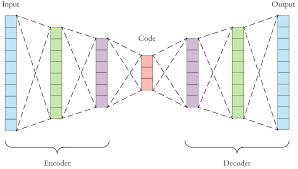 Input
Output
Code
Encoder
Decoder